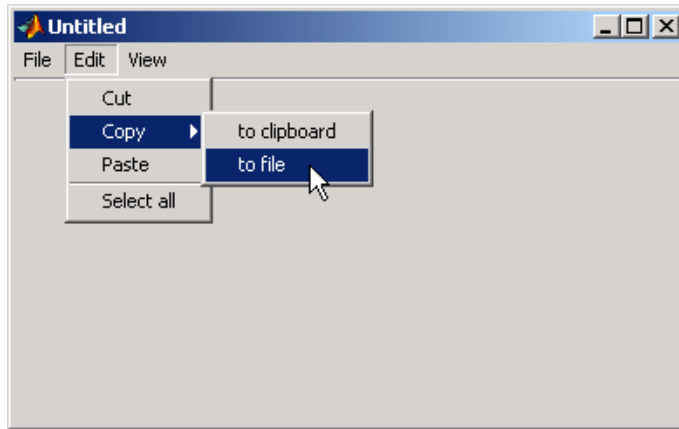 Untitled
File Edit View
Cut
Copy to clipboard
Paste to file
Select all